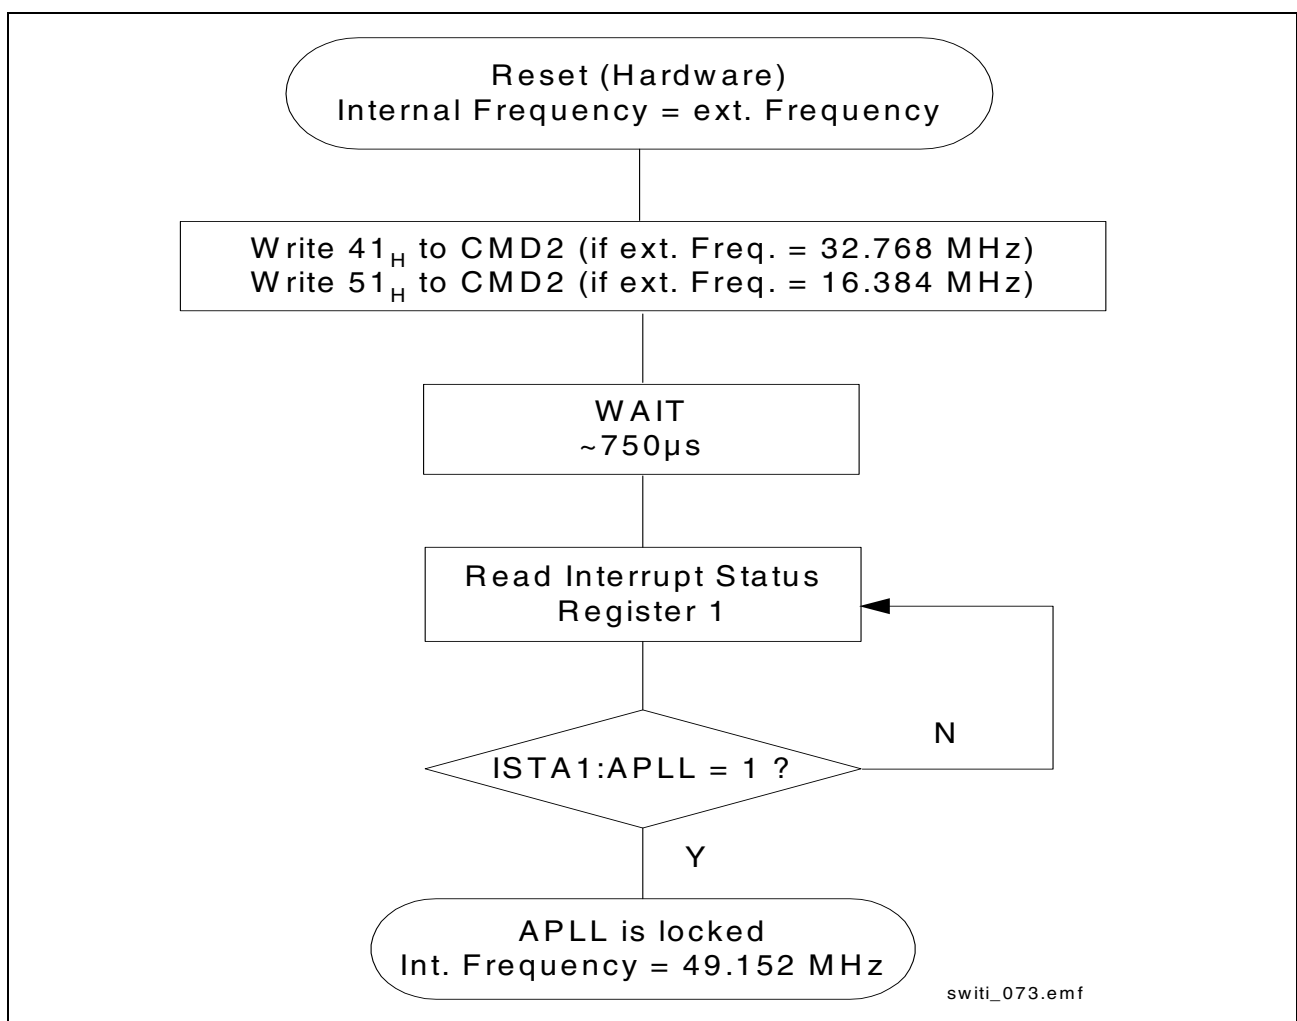 Reset (Hardware)
Internal Frequency = ext. Frequency
Write 41H to CMD2 (if ext. Freq. = 32.768 MHz)
Write 51H to CMD2 (if ext. Freq. = 16.384 MHz)
WAIT
~750µs
Read Interrupt Status
Register 1
ISTA1:APLL = 1 ?
N
Y
APLL is locked
Int. Frequency = 49.152 MHz
switi_073.emf